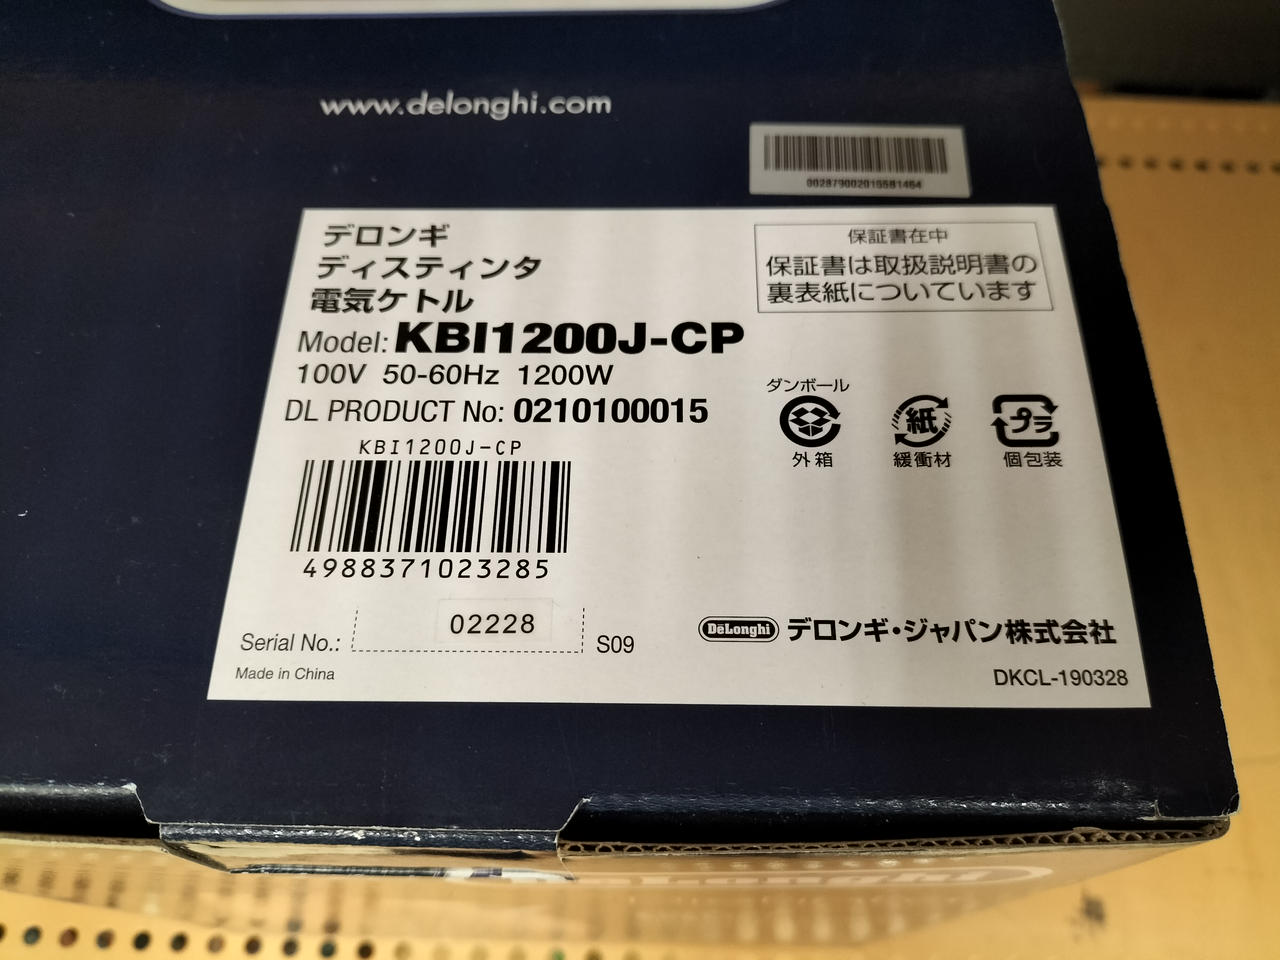 www.delonghi.com
002879002015581464
デロンギ
ディスティンタ
電気ケトル
Model: KBI1200J-CP
100V 50-60Hz 1200W
DL PRODUCT No: 0210100015
KBI1200J-CP
4988371023285
保証書在中
保証書は取扱説明書の
裏表紙についています
ダンボール
外箱
紙
緩衝材
プラ
個包装
Serial No.: 02228 S09
Made in China
DeLonghi デロンギ・ジャパン株式会社
DKCL-190328
DeLonghi